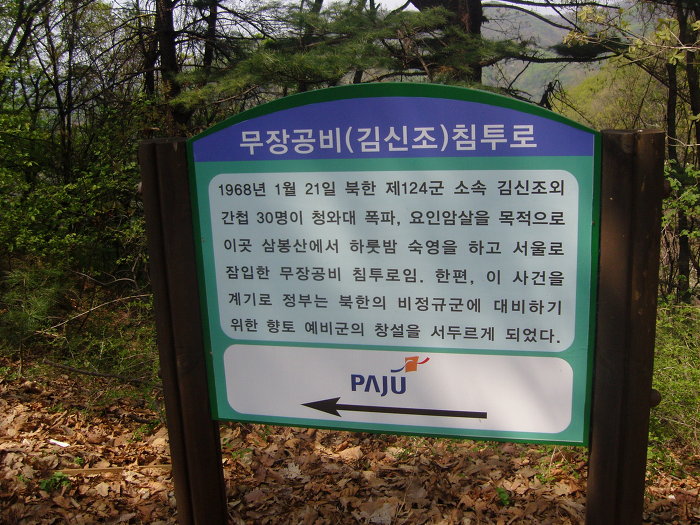 무장공비(김신조)침투로
1968년 1월 21일 북한 제124군 소속 김신조외
간첩 30명이 청와대 폭파, 요인암살을 목적으로
이곳 삼봉산에서 하룻밤 숙영을 하고 서울로
잠입한 무장공비 침투로임. 한편, 이 사건을
계기로 정부는 북한의 비정규군에 대비하기
위한 향토 예비군의 창설을 서두르게 되었다.
PAJU